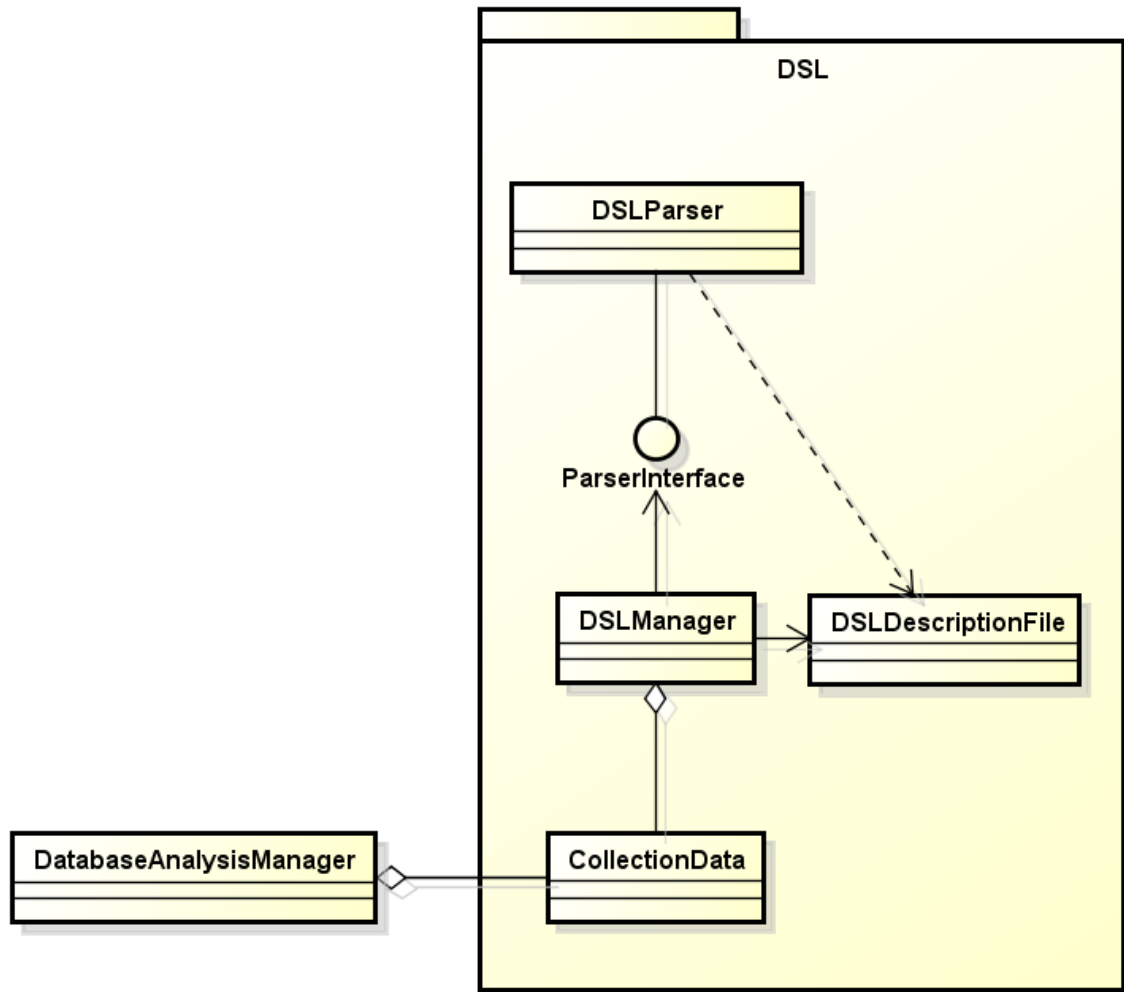 DSL
DSLParser
ParserInterface
DSLManager
DSLDescriptionFile
DatabaseAnalysisManager
CollectionData